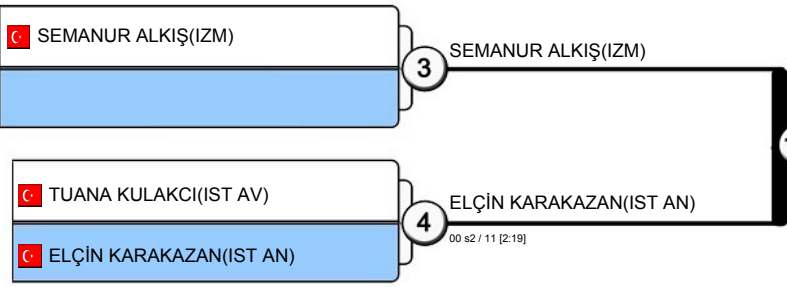 SEMANUR ALKIŞ(IZM)
3
SEMANUR ALKIŞ(IZM)
TUANA KULAKCI(IST AV)
4
ELÇİN KARAKAZAN(IST AN)
00 s2 / 11 [2:19]
ELÇİN KARAKAZAN(IST AN)